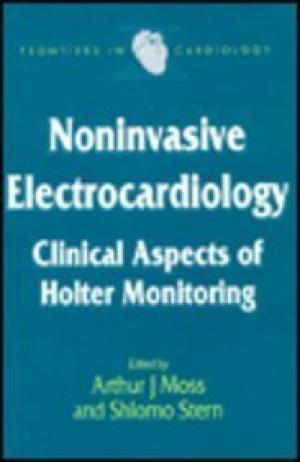 FRONTIERS IN CARDIOLOGY
Noninvasive
Electrocardiology
Clinical Aspects of
Holter Monitoring
Edited by
Arthur J Moss
and Shlomo Stern